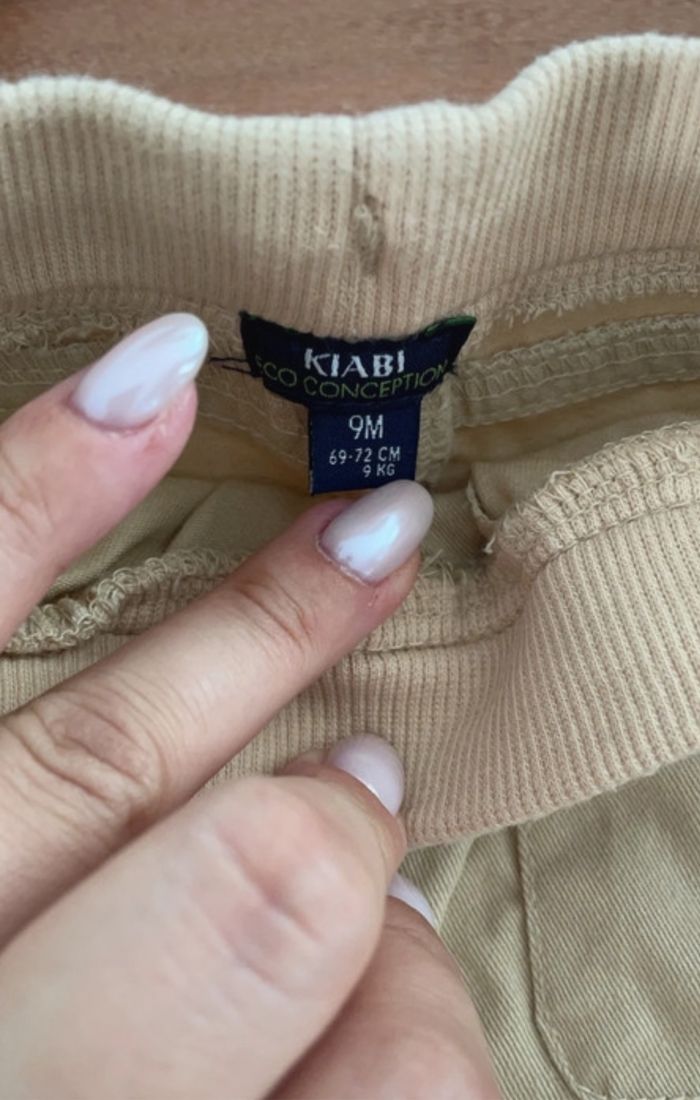 KIABI
ECO CONCEPTION
9M
69-72 CM
9 KG